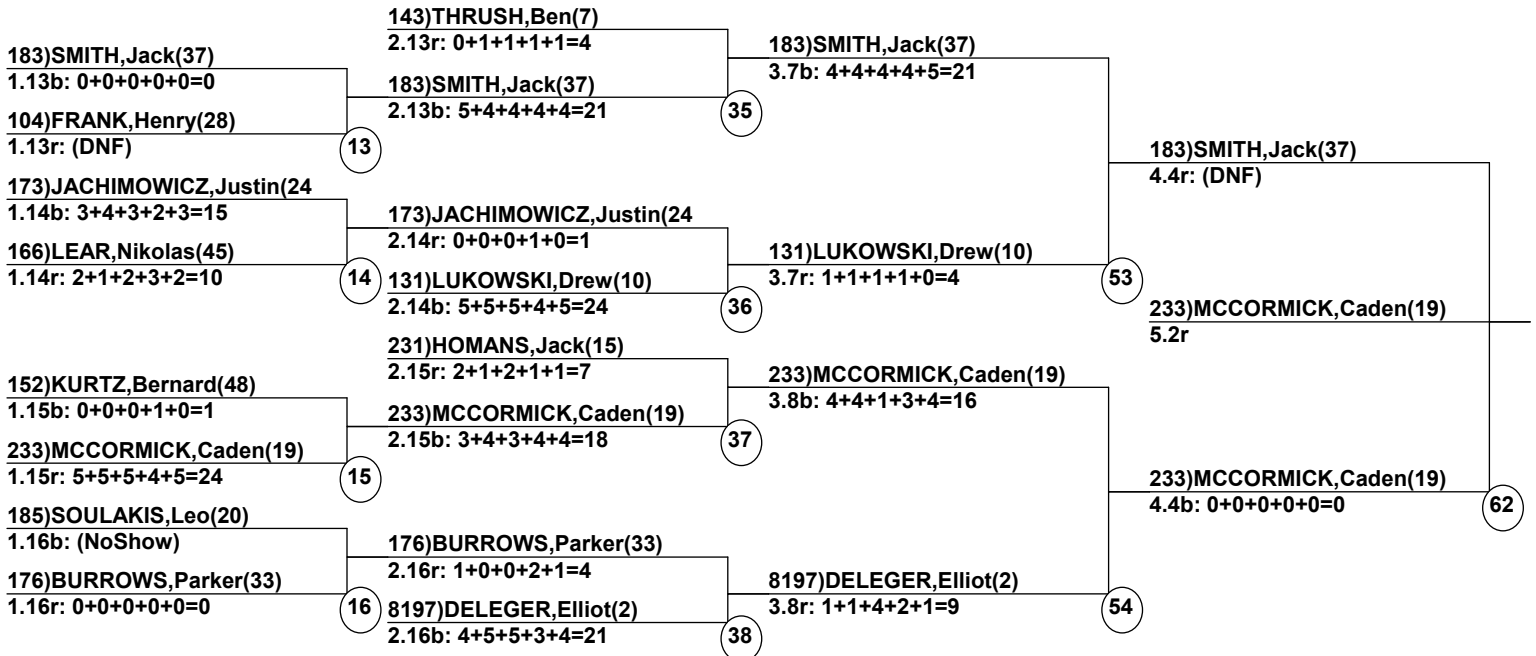 183)SMITH,Jack(37)
1.13b: 0+0+0+0+0=0
104)FRANK,Henry(28)
1.13r: (DNF)
13
173)JACHIMOWICZ,Justin(24
1.14b: 3+4+3+2+3=15
166)LEAR,Nikolas(45)
1.14r: 2+1+2+3+2=10
14
152)KURTZ,Bernard(48)
1.15b: 0+0+0+1+0=1
233)MCCORMICK,Caden(19)
1.15r: 5+5+5+4+5=24
15
185)SOULAKIS,Leo(20)
1.16b: (NoShow)
176)BURROWS,Parker(33)
1.16r: 0+0+0+0+0=0
16
143)THRUSH,Ben(7)
2.13r: 0+1+1+1+1=4
183)SMITH,Jack(37)
2.13b: 5+4+4+4+4=21
35
173)JACHIMOWICZ,Justin(24
2.14r: 0+0+0+1+0=1
131)LUKOWSKI,Drew(10)
2.14b: 5+5+5+4+5=24
36
231)HOMANS,Jack(15)
2.15r: 2+1+2+1+1=7
233)MCCORMICK,Caden(19)
2.15b: 3+4+3+4+4=18
37
176)BURROWS,Parker(33)
2.16r: 1+0+0+2+1=4
8197)DELEGER,Elliot(2)
2.16b: 4+5+5+3+4=21
38
183)SMITH,Jack(37)
3.7b: 4+4+4+4+5=21
131)LUKOWSKI,Drew(10)
3.7r: 1+1+1+1+0=4
53
233)MCCORMICK,Caden(19)
3.8b: 4+4+1+3+4=16
8197)DELEGER,Elliot(2)
3.8r: 1+1+4+2+1=9
54
183)SMITH,Jack(37)
4.4r: (DNF)
233)MCCORMICK,Caden(19)
4.4b: 0+0+0+0+0=0
62
233)MCCORMICK,Caden(19)
5.2r